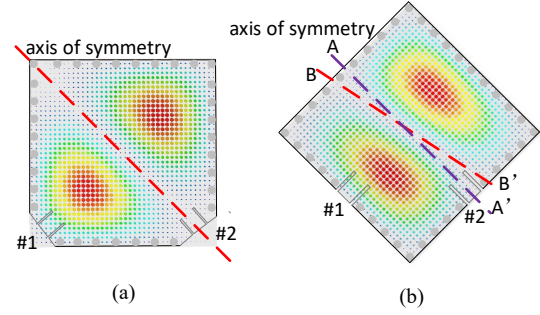 axis of symmetry
#1
#2
(a)
axis of symmetry
A
B
#1
#2
B’
A’
(b)